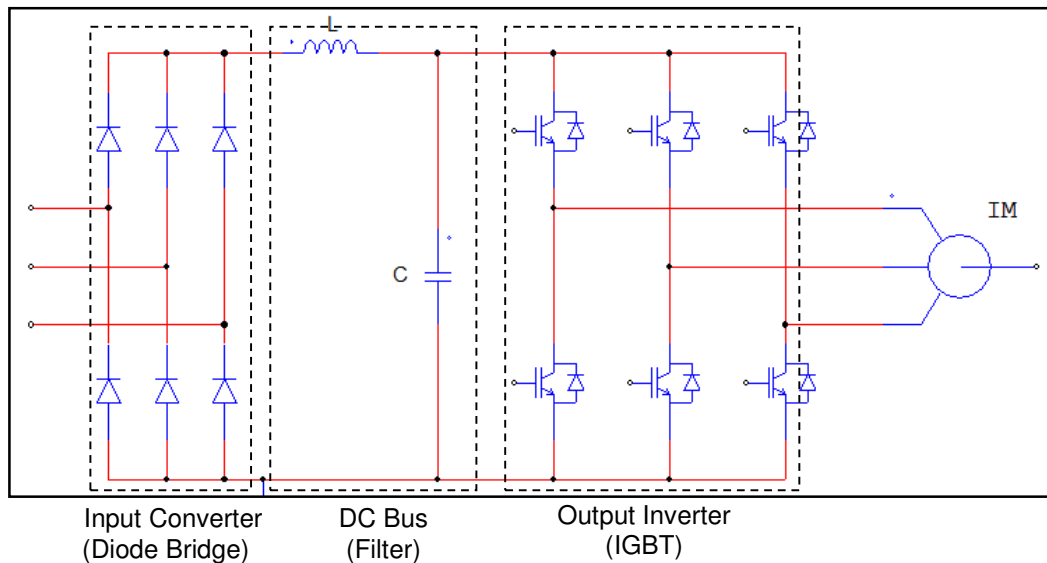 L
C
IM
Input Converter
(Diode Bridge)
DC Bus
(Filter)
Output Inverter
(IGBT)